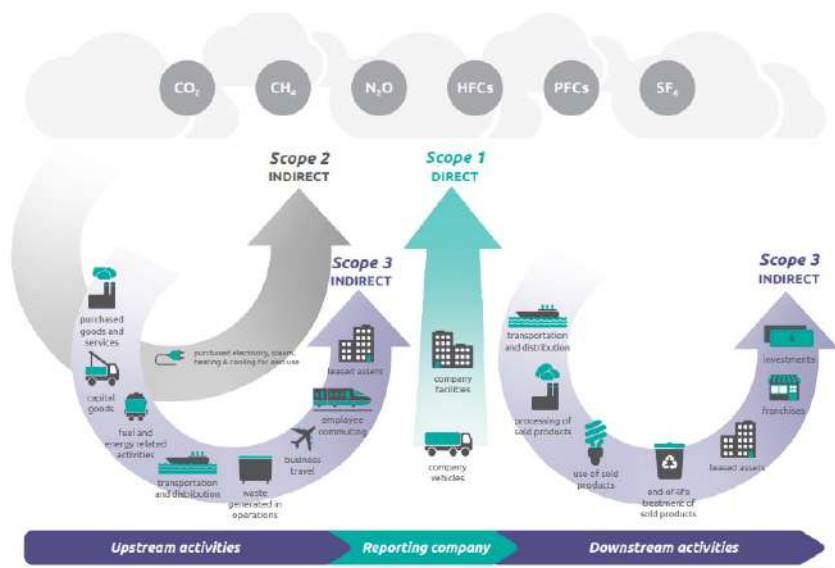 CO₂ CH₄ N₂O HFCs PFCs SF₆
Scope 2
INDIRECT
Scope 1
DIRECT
Scope 3
INDIRECT
Scope 3
INDIRECT
purchased
goods and
services
capital
goods
fuel and
energy related
activities
transportation
and distribution
waste
generated in
operations
business
travel
employee
commuting
leased assets
purchased electricity, steam,
heating & cooling for own use
company
facilities
company
vehicles
transportation
and distribution
processing of
sold products
use of sold
products
end-of-life
treatment of
sold products
leased assets
franchises
investments
Upstream activities
Reporting company
Downstream activities